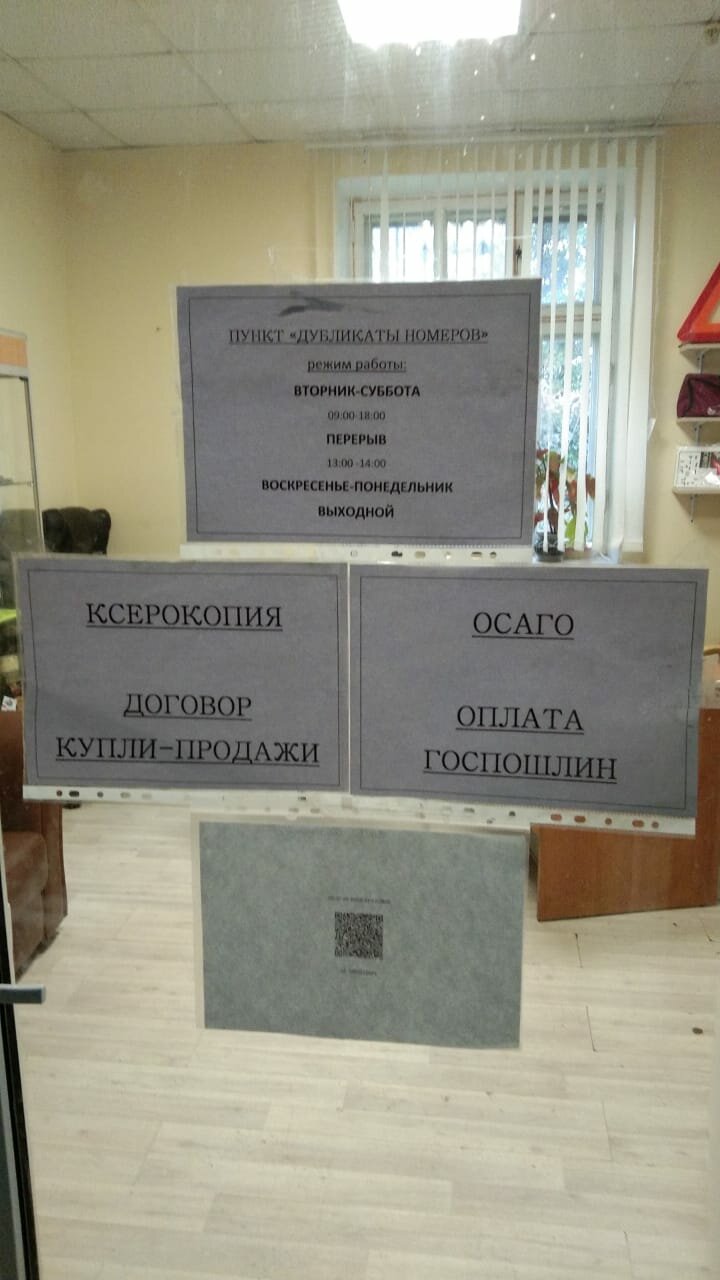 ПУНКТ «ДУБЛИКАТЫ НОМЕРОВ»
режим работы:
ВТОРНИК-СУББОТА
09:00-18:00
ПЕРЕРЫВ
13:00 -14:00
ВОСКРЕСЕНЬЕ-ПОНЕДЕЛЬНИК
ВЫХОДНОЙ
КСЕРОКОПИЯ
ДОГОВОР
КУПЛИ-ПРОДАЖИ
ОСАГО
ОПЛАТА
ГОСПОШЛИН